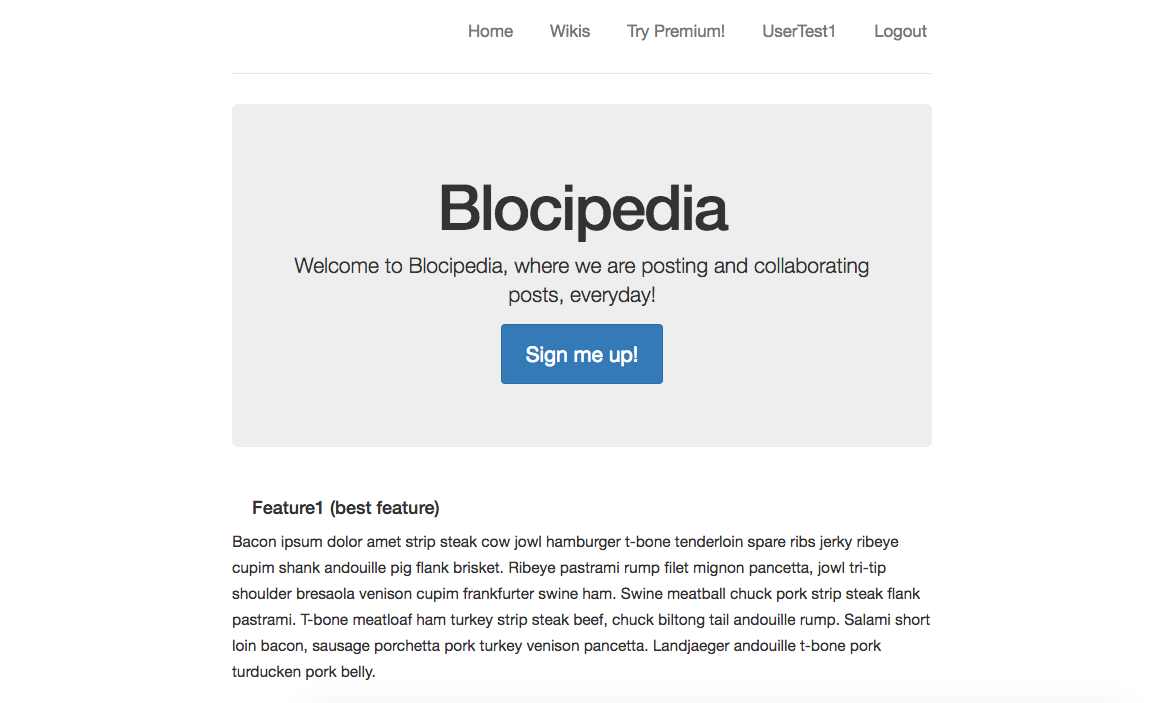 Home Wikis Try Premium! UserTest1 Logout
Blocipedia
Welcome to Blocipedia, where we are posting and collaborating
posts, everyday!
Sign me up!
Feature1 (best feature)
Bacon ipsum dolor amet strip steak cow jowl hamburger t-bone tenderloin spare ribs jerky ribeye
cupim shank andouille pig flank brisket. Ribeye pastrami rump filet mignon pancetta, jowl tri-tip
shoulder bresaola venison cupim frankfurter swine ham. Swine meatball chuck pork strip steak flank
pastrami. T-bone meatloaf ham turkey strip steak beef, chuck biltong tail andouille rump. Salami short
loin bacon, sausage porchetta pork turkey venison pancetta. Landjaeger andouille t-bone pork
turducken pork belly.